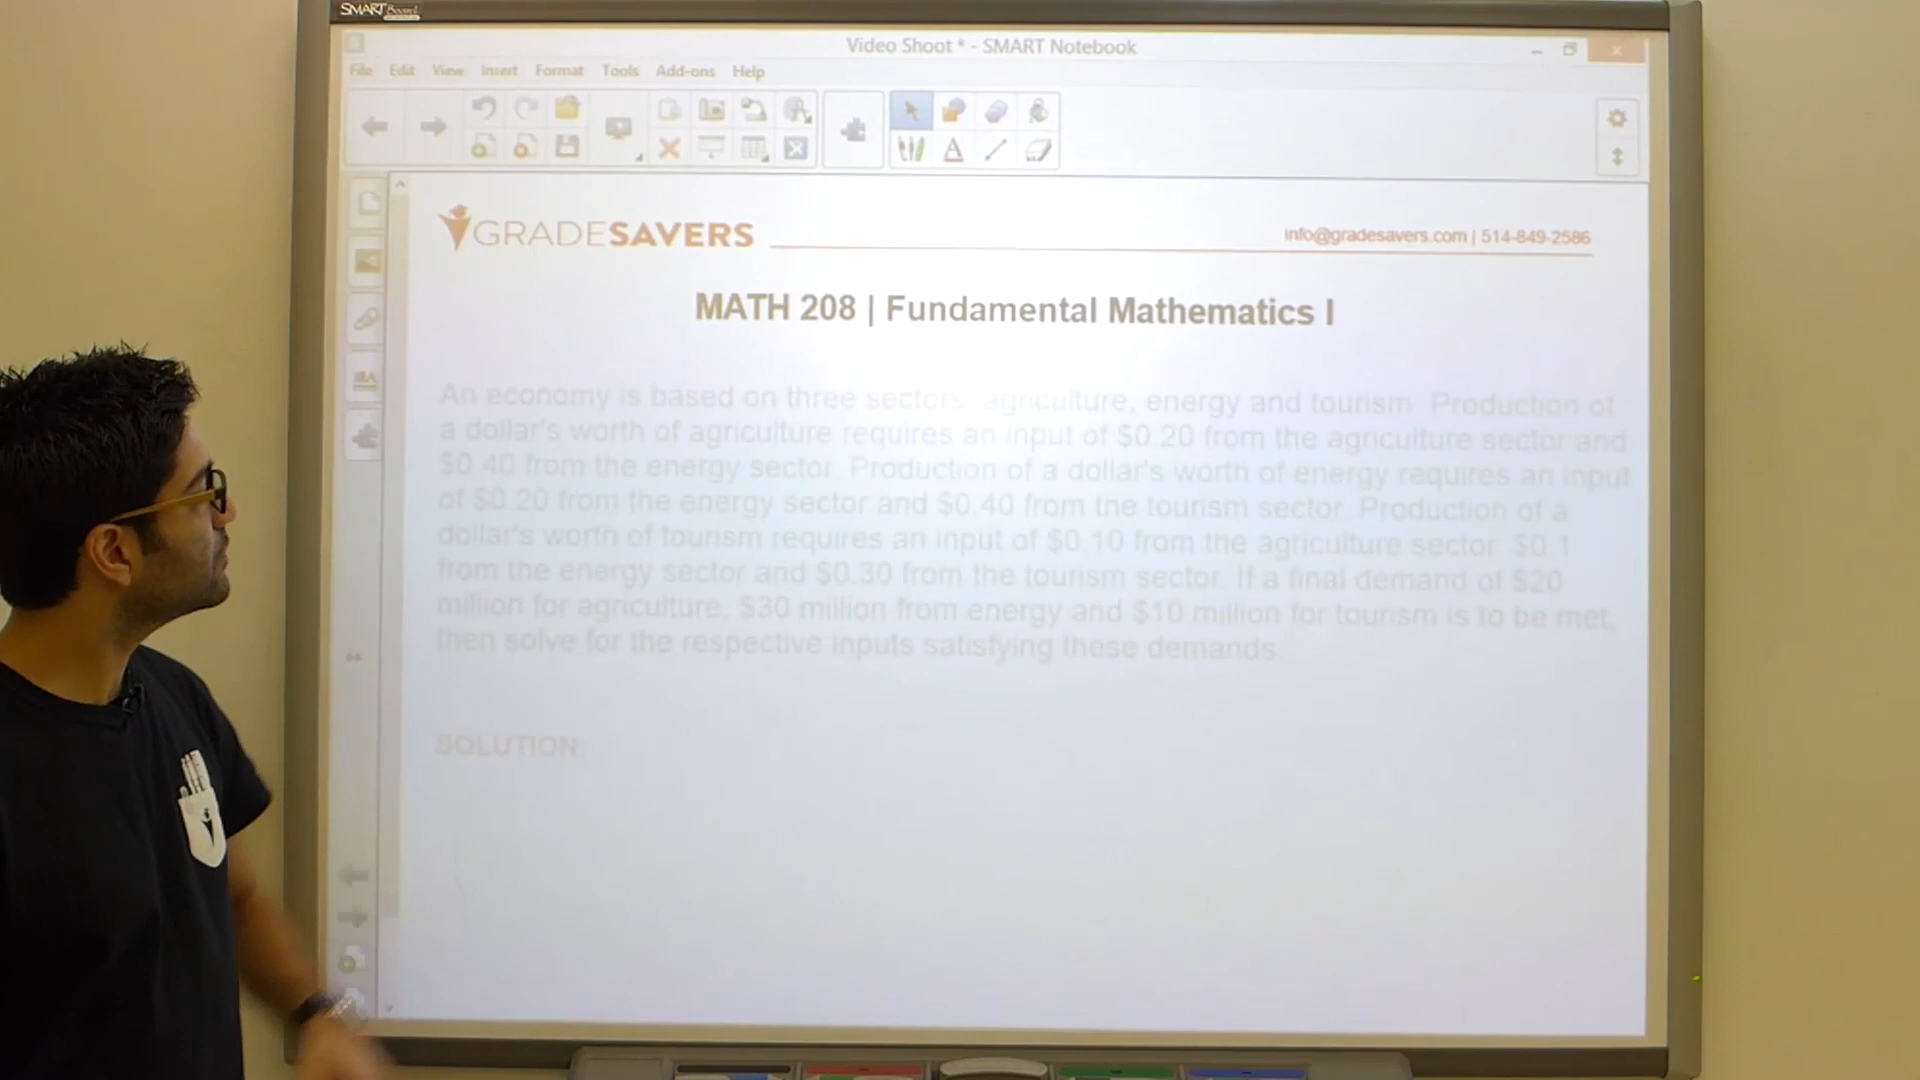 SMART Board
Video Shoot * - SMART Notebook
File Edit View Insert Format Tools Add-ons Help
A
GRADESAVERS
info@gradesavers.com | 514-849-2586
MATH 208 | Fundamental Mathematics I
An economy is based on three sectors, agriculture, energy and tourism. Production of
a dollar's worth of agriculture requires an input of $0.20 from the agriculture sector and
$0.40 from the energy sector. Production of a dollar's worth of energy requires an input
of $0.20 from the energy sector and $0.40 from the tourism sector. Production of a
dollar's worth of tourism requires an input of $0.10 from the agriculture sector, $0.1
from the energy sector and $0.30 from the tourism sector. If a final demand of $20
million for agriculture, $30 million from energy and $10 million for tourism is to be met,
then solve for the respective inputs satisfying these demands.
SOLUTION: